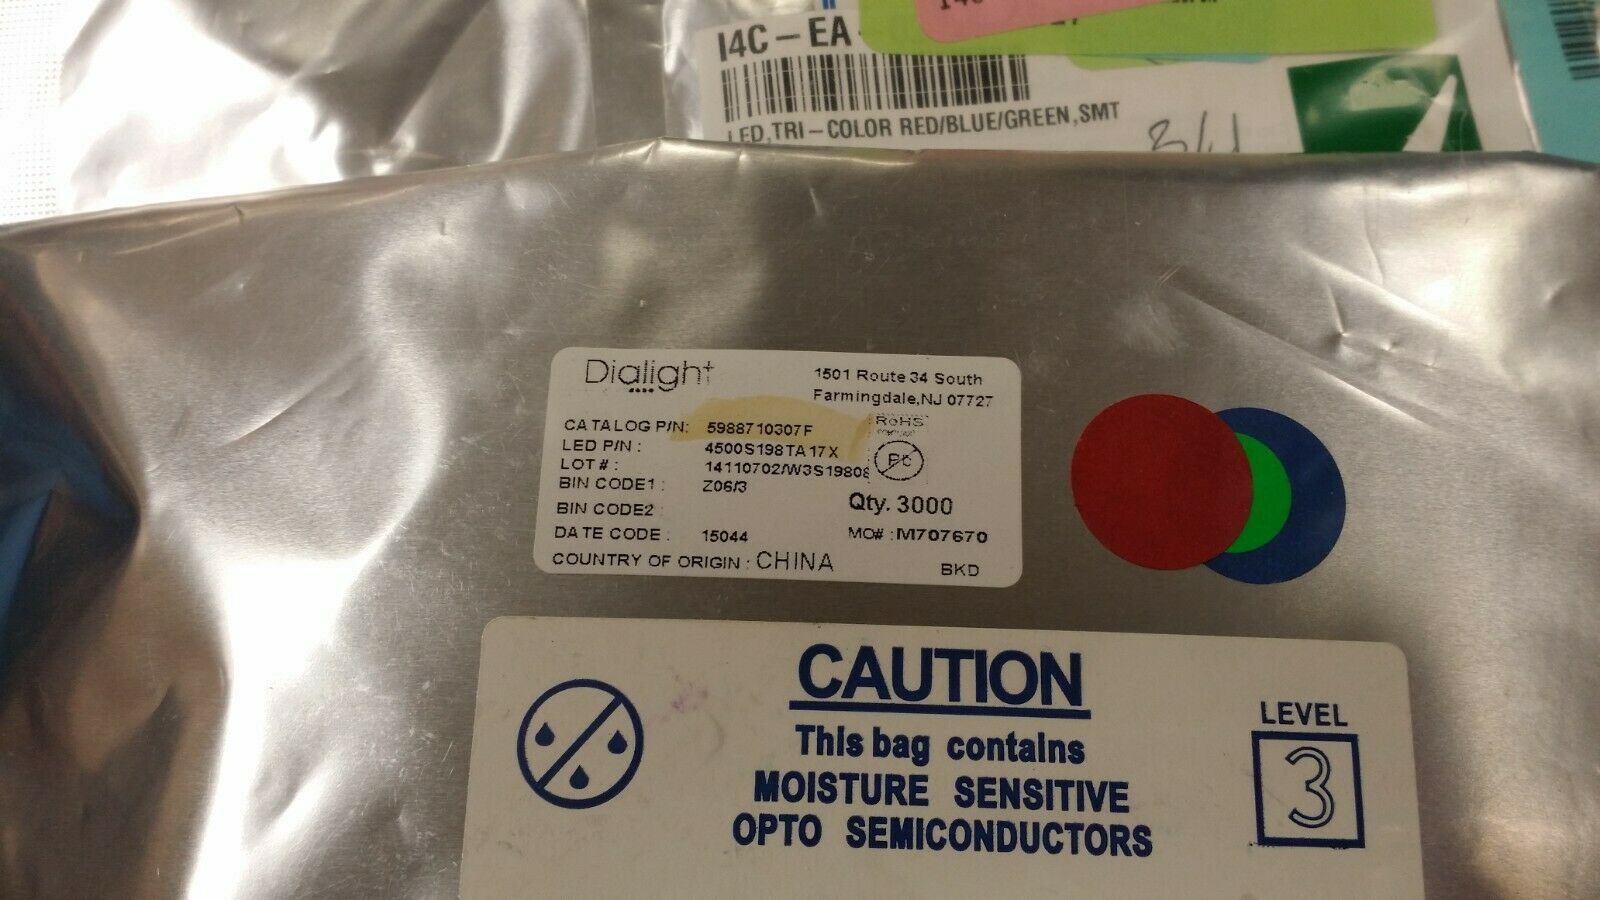 I4C-EA
LED,TRI-COLOR RED/BLUE/GREEN,SMT
Dialight
1501 Route 34 South
Farmingdale,NJ 07727
CATALOG P/N: 5988710307F
RoHS
LED P/N : 4500S198TA17X
LOT # : 14110702/W3S19808
Pb
BIN CODE1 : Z06/3
Qty. 3000
BIN CODE2 :
DATE CODE : 15044
MO# : M707670
COUNTRY OF ORIGIN : CHINA
BKD
CAUTION
This bag contains
MOISTURE SENSITIVE
OPTO SEMICONDUCTORS
LEVEL
3